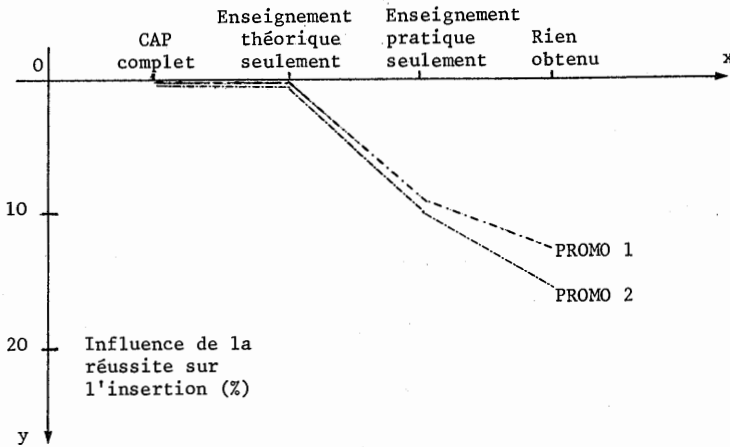 CAP
complet
Enseignement
théorique
seulement
Enseignement
pratique
seulement
Rien
obtenu
0
x
10
PROMO 1
PROMO 2
20
Influence de la
réussite sur
l'insertion (%)
y